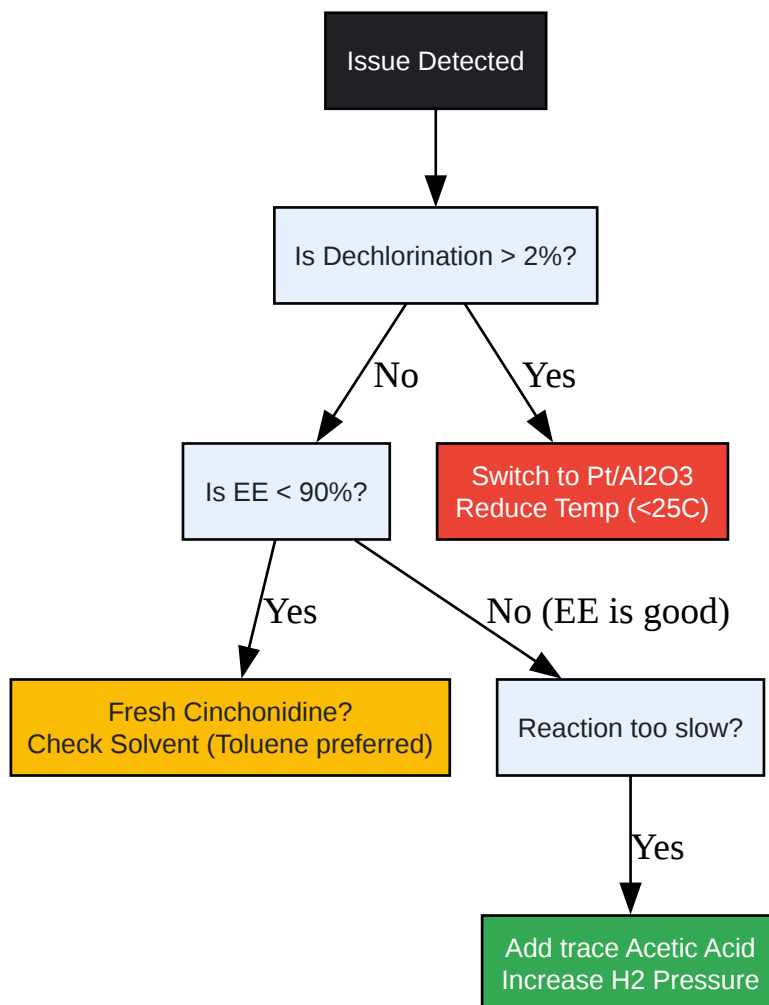 Issue Detected
Is Dechlorination > 2%?
No
Yes
Is EE < 90%?
Switch to Pt/Al2O3
Reduce Temp (<25C)
Yes
No (EE is good)
Fresh Cinchonidine?
Check Solvent (Toluene preferred)
Reaction too slow?
Yes
Add trace Acetic Acid
Increase H2 Pressure